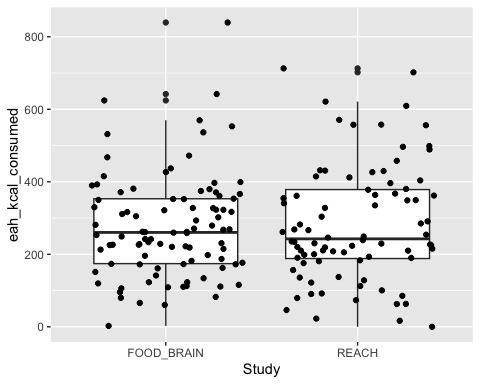 eah_kcal_consumed
800
600
400
200
0
FOOD_BRAIN REACH
Study